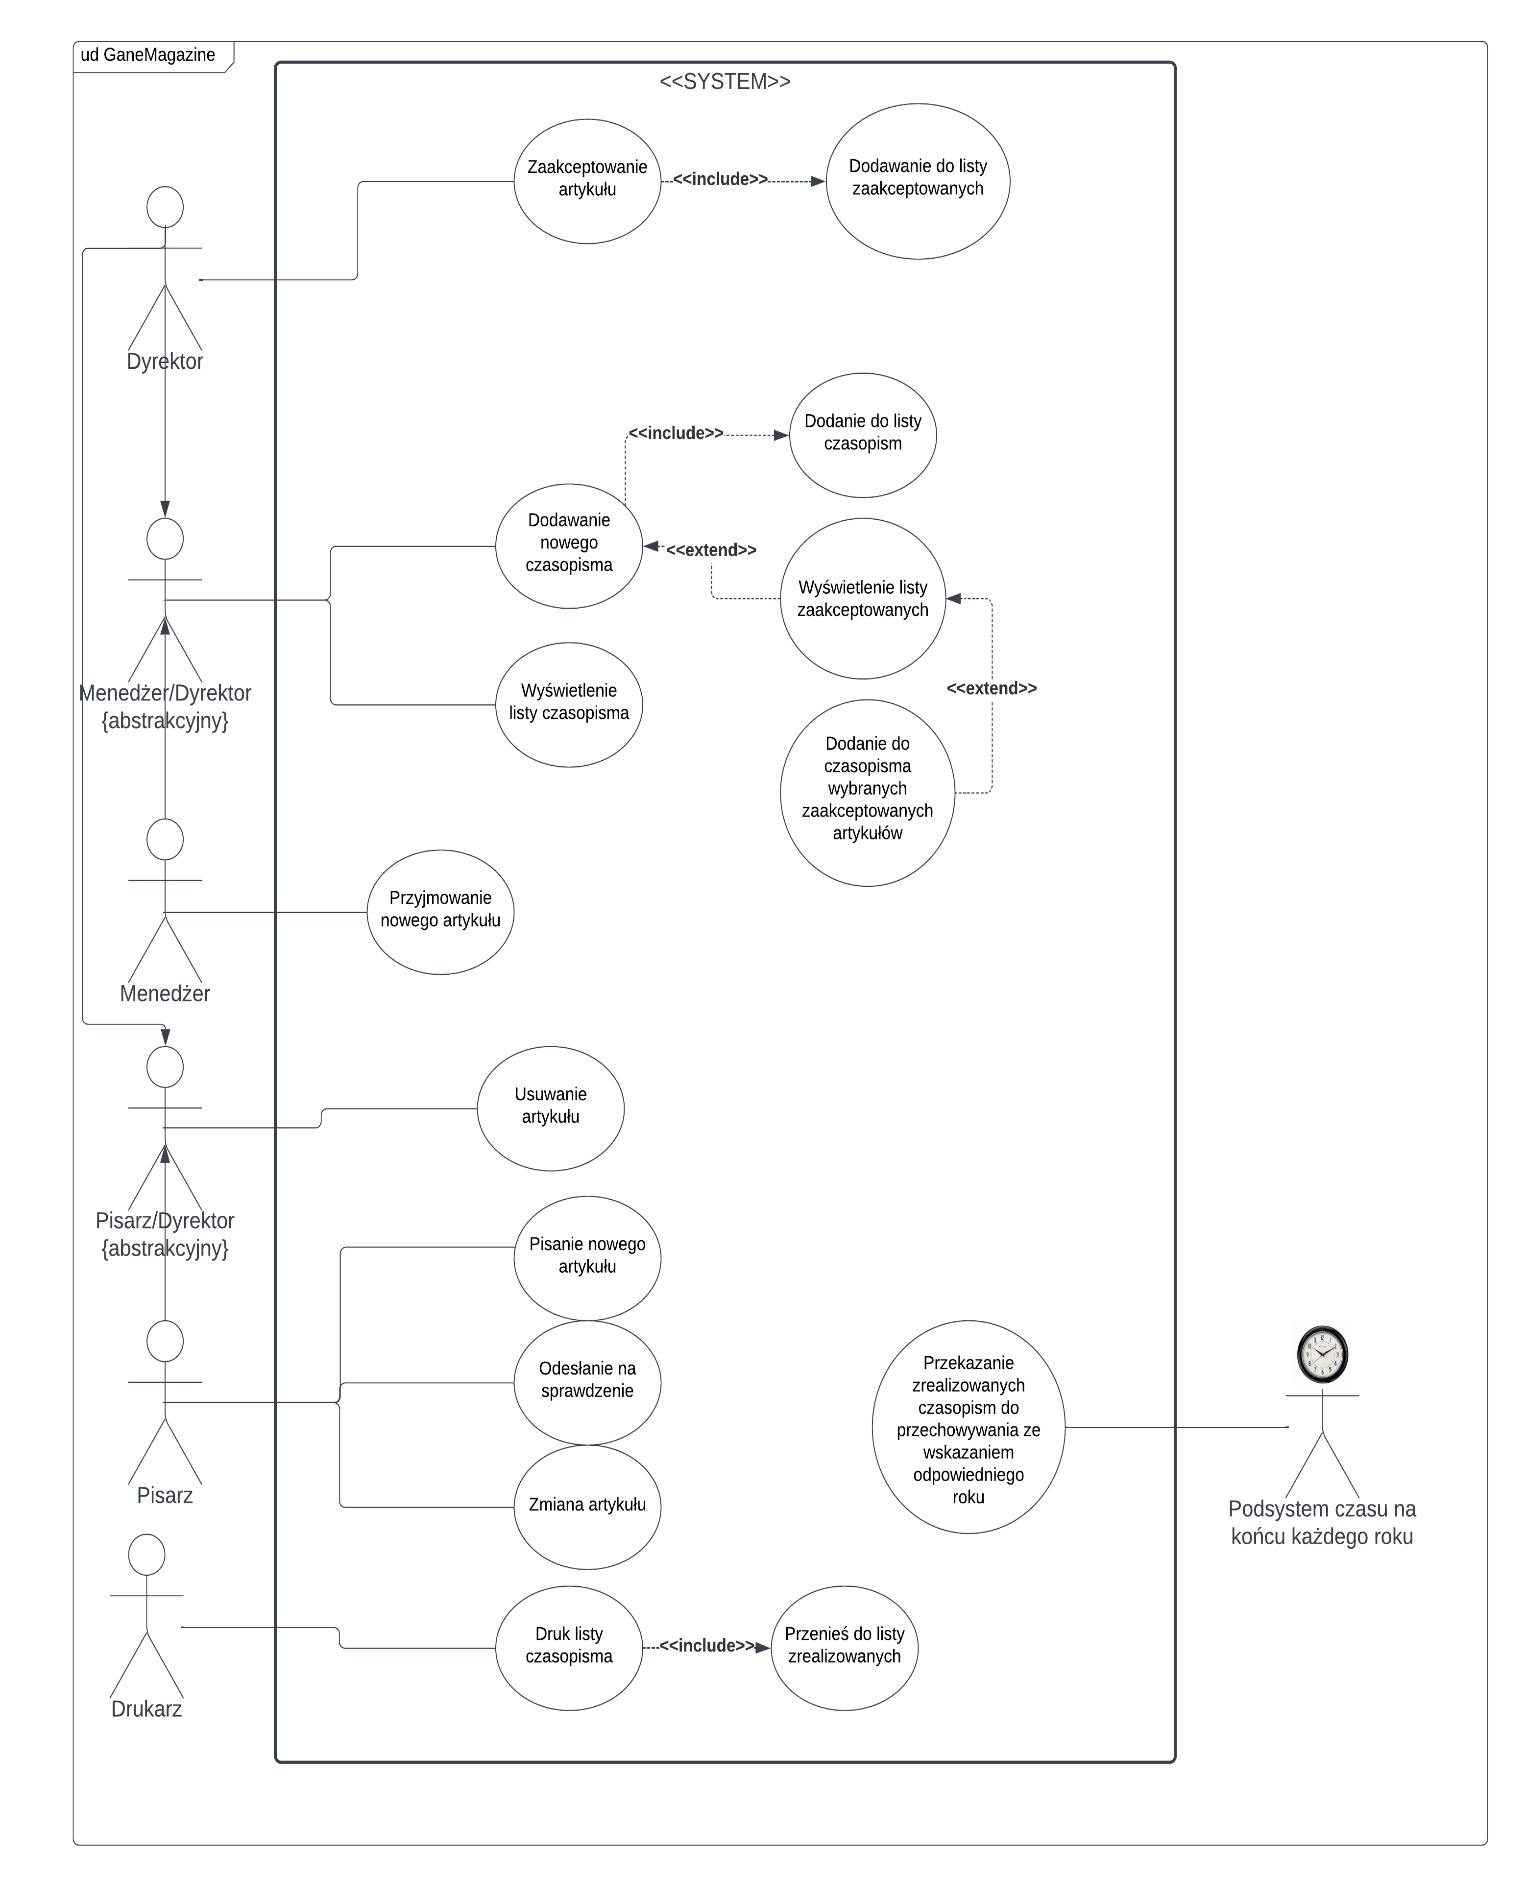 ud GaneMagazine
<<SYSTEM>>
Zaakceptowanie
artykułu
<<include>>
Dodawanie do listy
zaakceptowanych
Dyrektor
<<include>>
Dodanie do listy
czasopism
Dodawanie
nowego
czasopisma
<<extend>>
Wyświetlenie listy
zaakceptowanych
Menedżer/Dyrektor
{abstrakcyjny}
Wyświetlenie
listy czasopisma
<<extend>>
Dodanie do
czasopisma
wybranych
zaakceptowanych
artykułów
Przyjmowanie
nowego artykułu
Menedżer
Usuwanie
artykułu
Pisarz/Dyrektor
{abstrakcyjny}
Pisanie nowego
artykułu
Odesłanie na
sprawdzenie
Zmiana artykułu
Pisarz
Przekazanie
zrealizowanych
czasopism do
przechowywania ze
wskazaniem
odpowiedniego
roku
Podsystem czasu na
końcu każdego roku
Drukarz
Druk listy
czasopisma
<<include>>
Przenieś do listy
zrealizowanych